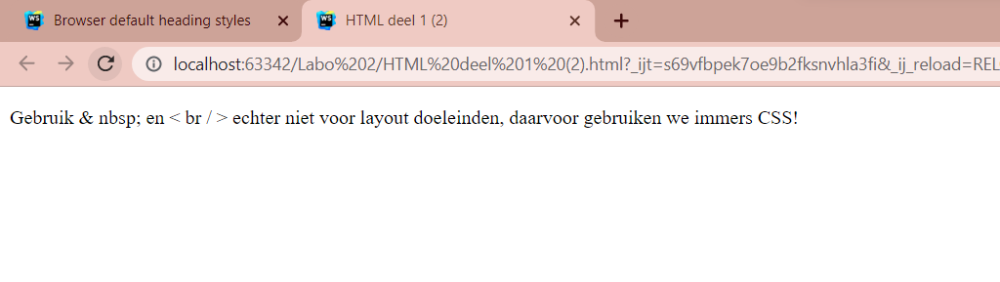 Browser default heading styles
HTML deel 1 (2)
localhost:63342/Labo%202/HTML%20deel%201%20(2).html?_ijt=s69vfbpek7oe9b2fksnvhla3fi&_ij_reload=REL
Gebruik & nbsp; en < br / > echter niet voor layout doeleinden, daarvoor gebruiken we immers CSS!